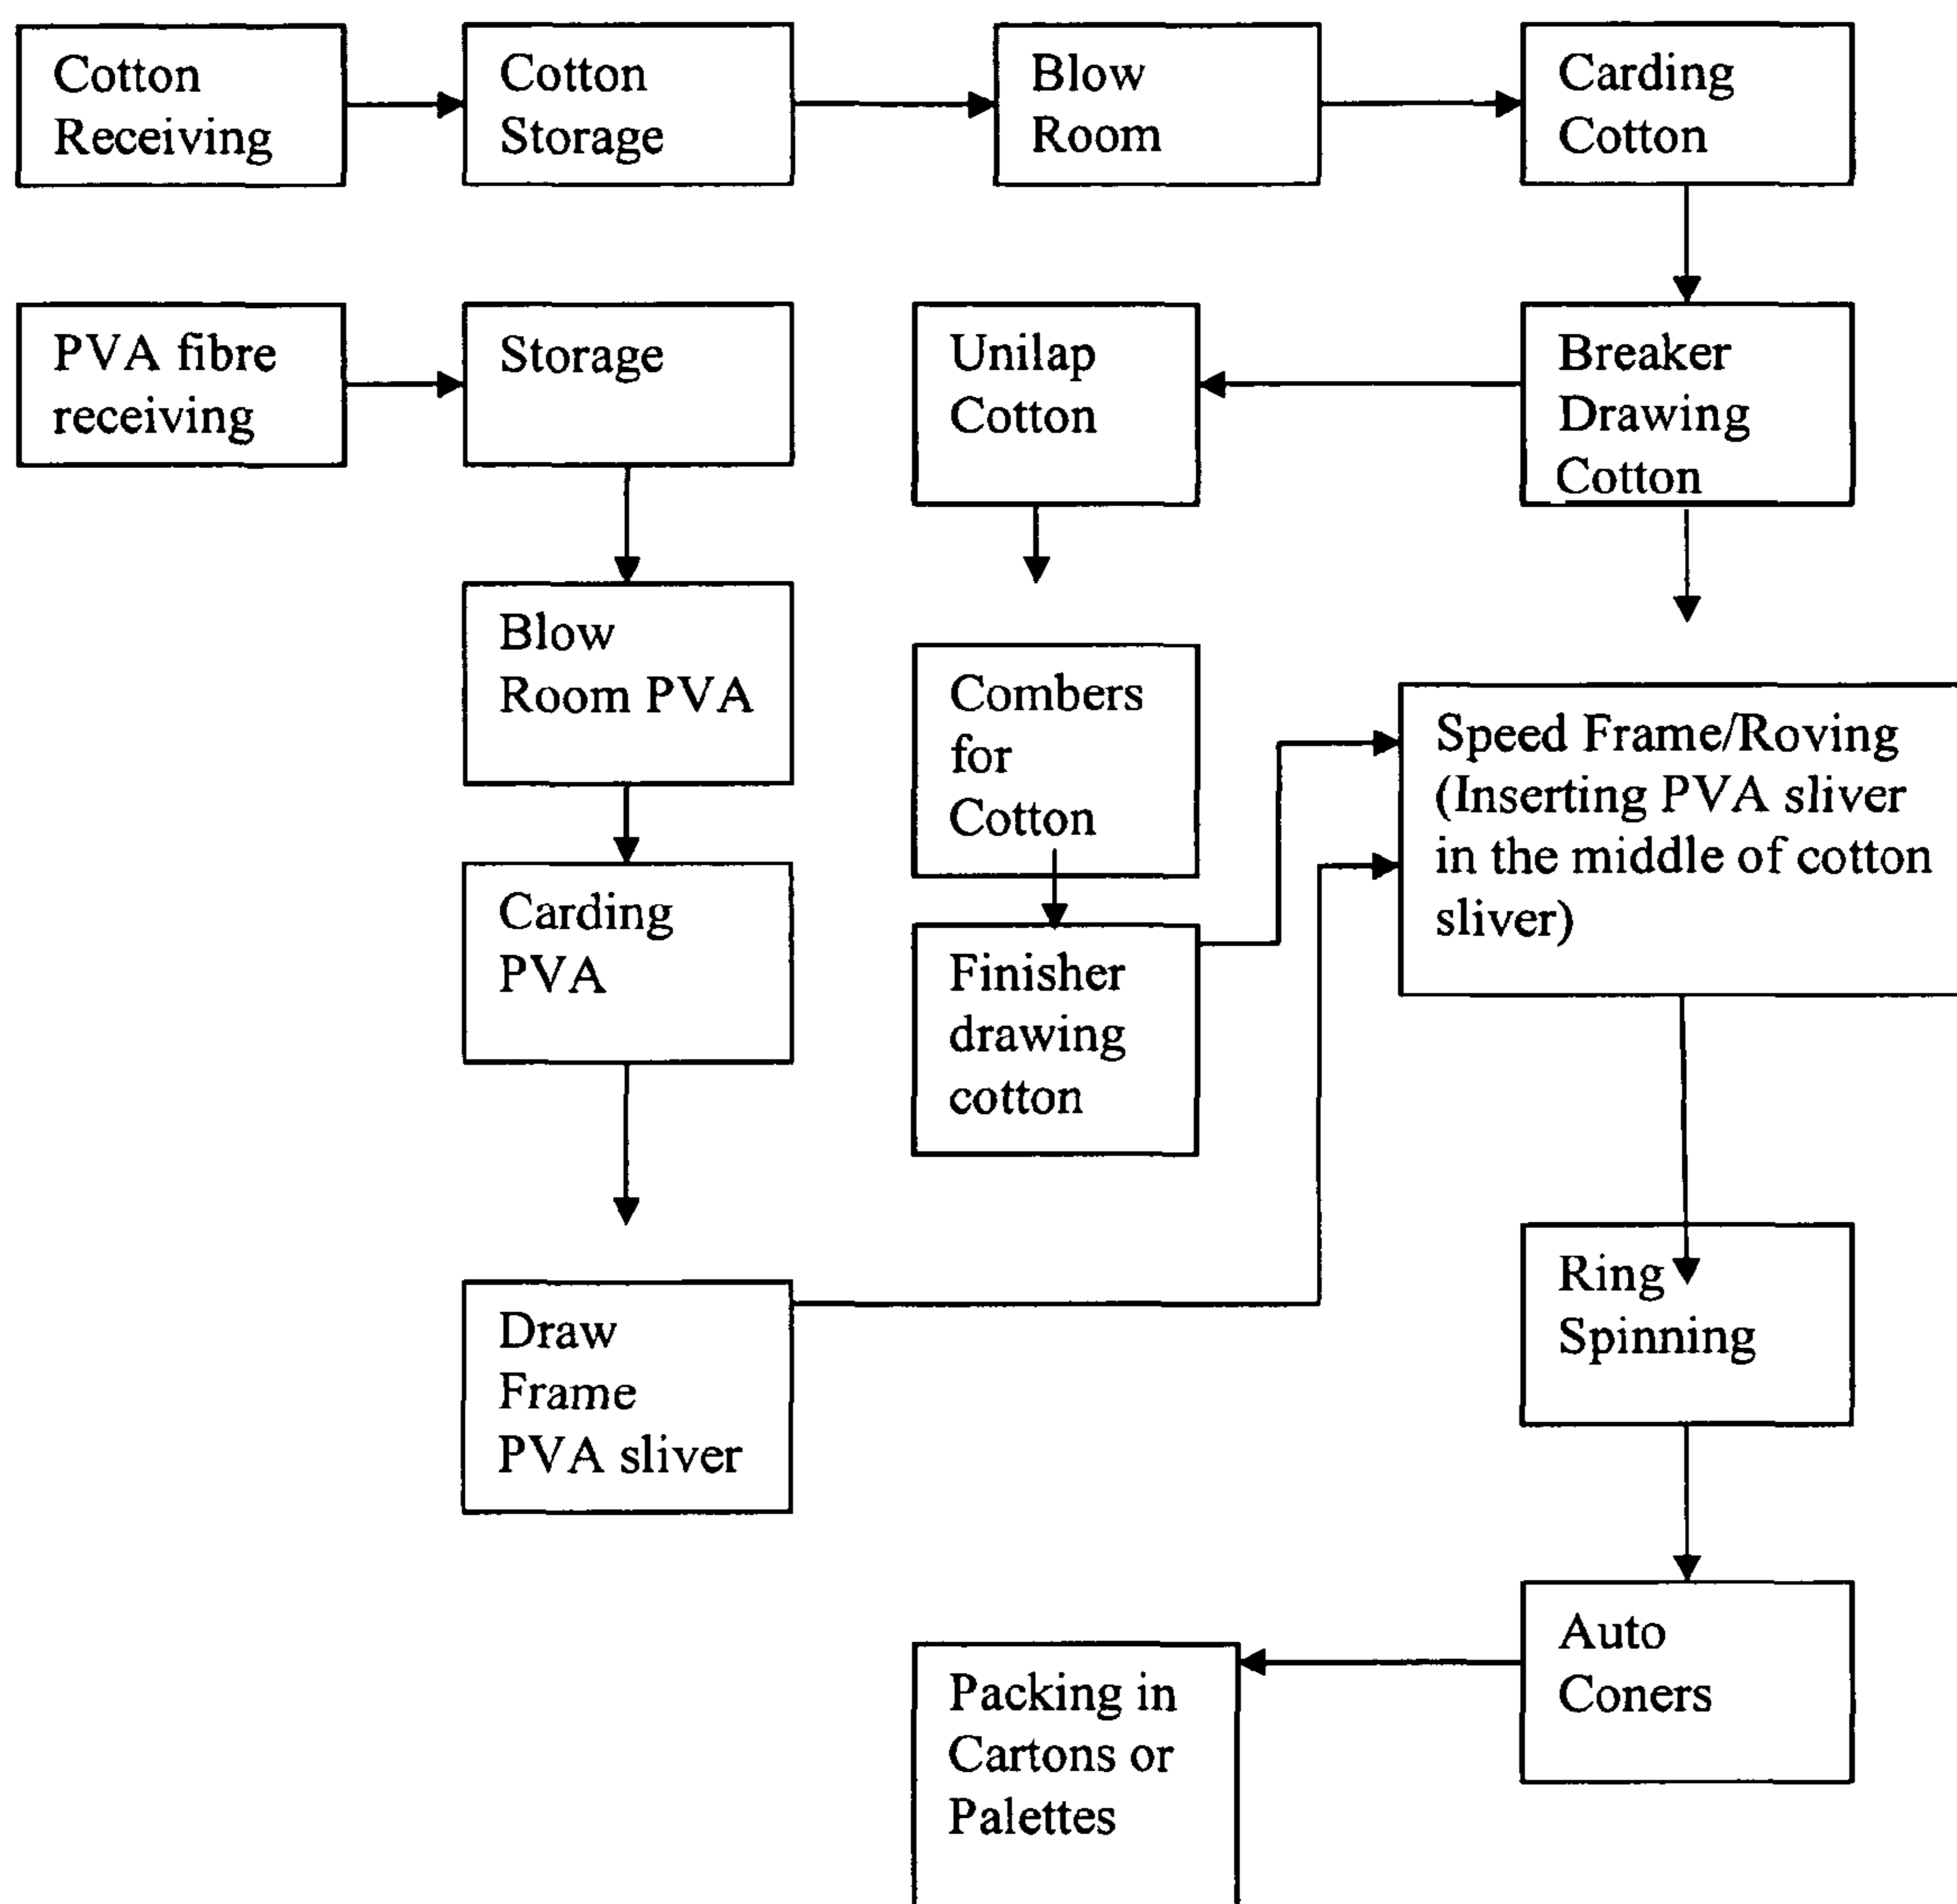 Cotton
Receiving
Cotton
Storage
Blow
Room
Carding
Cotton
PVA fibre
receiving
Storage
Unilap
Cotton
Breaker
Drawing
Cotton
Blow
Room PVA
Combers
for
Cotton
Speed Frame/Roving
(Inserting PVA sliver
in the middle of cotton
sliver)
Carding
PVA
Finisher
drawing
cotton
Draw
Frame
PVA sliver
Ring
Spinning
Auto
Coners
Packing in
Cartons or
Palettes